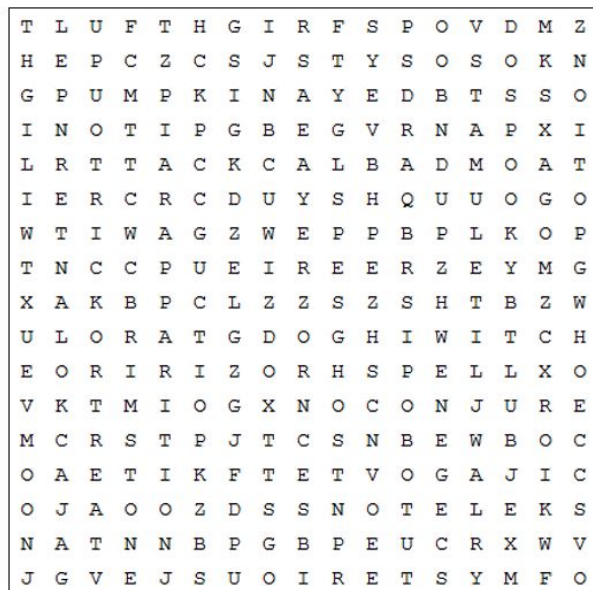 T L U F T H G I R F S P O V D M Z
H E P C Z C S J S T Y S O S O K N
G P U M P K I N A Y E D B T S S O
I N O T I P G B E G V R N A P X I
L R T T A C K C A L B A D M O A T
I E R C R C D U Y S H Q U U O G O
W T I W A G Z W E P P B P L K O P
T N C C P U E I R E E R Z E Y M G
X A K B P C L Z Z S Z S H T B Z W
U L O R A T G D O G H I W I T C H
E O R I R I Z O R H S P E L L X O
V K T M I O G X N O C O N J U R E
M C R S T P J T C S N B E W B O C
O A E T I K F T E T V O G A J I C
O J A O O Z D S S N O T E L E K S
N A T N N B P G B P E U C R X W V
J G V E J S U O I R E T S Y M F O